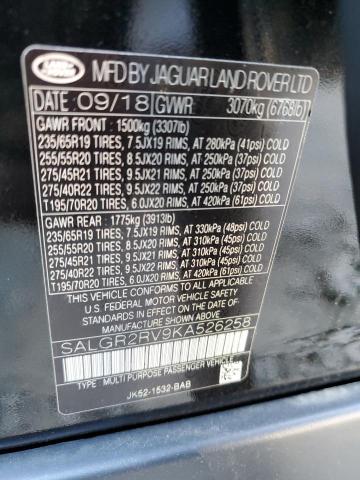 LAND ROVER
MFD BY JAGUAR LAND ROVER LTD
DATE: 09/18 GVWR 3070kg (6768lb)
GAWR FRONT: 1500kg (3307lb)
235/65R19 TIRES, 7.5JX19 RIMS, AT 280kPa (41psi) COLD
255/55R20 TIRES, 8.5JX20 RIMS, AT 250kPa (37psi) COLD
275/45R21 TIRES, 9.5JX21 RIMS, AT 250kPa (37psi) COLD
275/40R22 TIRES, 9.5JX22 RIMS, AT 250kPa (37psi) COLD
T195/70R20 TIRES, 6.0JX20 RIMS, AT 420kPa (61psi) COLD
GAWR REAR: 1775kg (3913lb)
235/65R19 TIRES, 7.5JX19 RIMS, AT 330kPa (48psi) COLD
255/55R20 TIRES, 8.5JX20 RIMS, AT 310kPa (45psi) COLD
275/45R21 TIRES, 9.5JX21 RIMS, AT 310kPa (45psi) COLD
275/40R22 TIRES, 9.5JX22 RIMS, AT 310kPa (45psi) COLD
T195/70R20 TIRES, 6.0JX20 RIMS, AT 420kPa (61psi) COLD
THIS VEHICLE CONFORMS TO ALL APPLICABLE
U.S. FEDERAL MOTOR VEHICLE SAFETY STANDARDS
IN EFFECT ON THE DATE OF MANUFACTURE SHOWN ABOVE
SALGR2RV9KA526258
TYPE: MULTI PURPOSE PASSENGER VEHICLE
JK52-1532-BAB